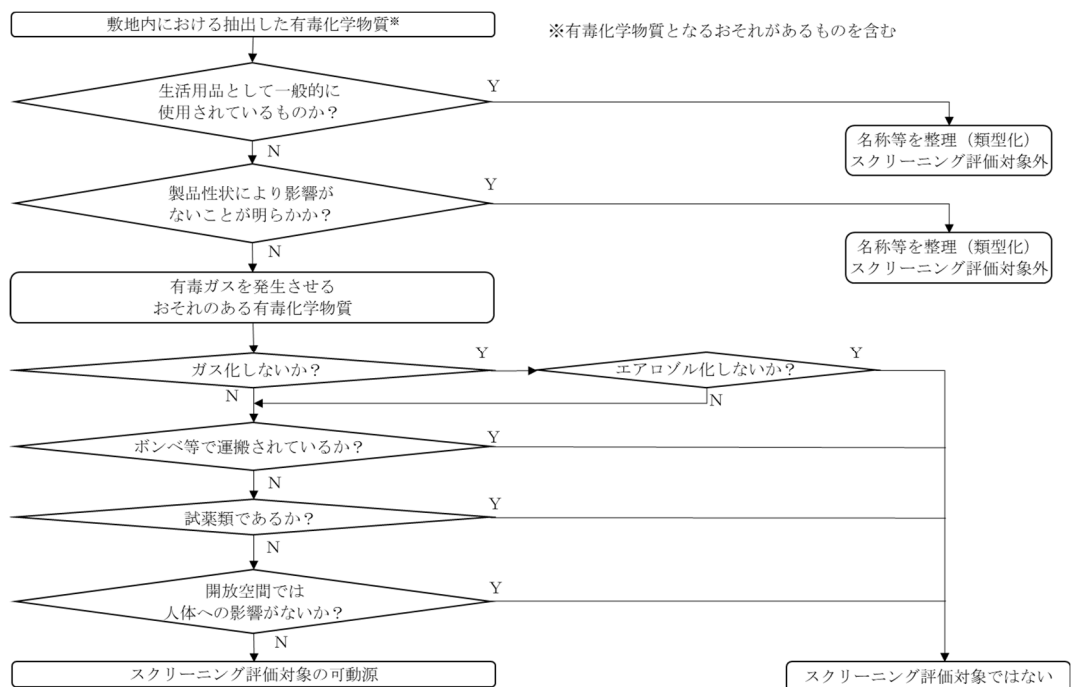 敷地内における抽出した有毒化学物質※
※有毒化学物質となるおそれがあるものを含む
生活用品として一般的に
使用されているものか？
Y
N
名称等を整理（類型化）
スクリーニング評価対象外
製品性状により影響が
ないことが明らかか？
Y
N
名称等を整理（類型化）
スクリーニング評価対象外
有毒ガスを発生させる
おそれのある有毒化学物質
ガス化しないか？
Y
N
エアロゾル化しないか？
Y
N
ボンベ等で運搬されているか？
Y
N
試薬類であるか？
Y
N
開放空間では
人体への影響がないか？
Y
N
スクリーニング評価対象の可動源
スクリーニング評価対象ではない